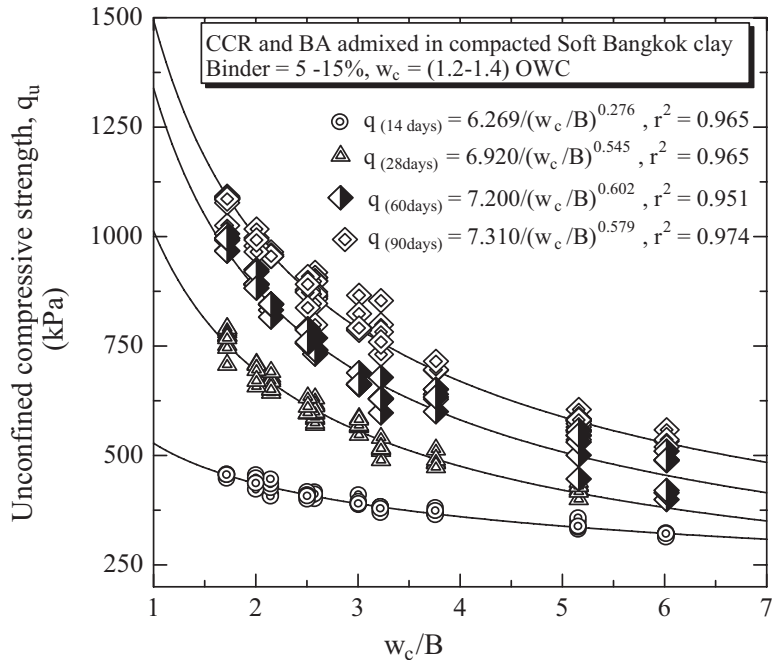 CCR and BA admixed in compacted Soft Bangkok clay
Binder = 5 -15%, w_c = (1.2-1.4) OWC
q (14 days) = 6.269/(w_c/B)^0.276 , r^2 = 0.965
q (28days) = 6.920/(w_c/B)^0.545 , r^2 = 0.965
q (60days) = 7.200/(w_c/B)^0.602 , r^2 = 0.951
q (90days) = 7.310/(w_c/B)^0.579 , r^2 = 0.974
Unconfined compressive strength, q_u
(kPa)
1500
1250
1000
750
500
250
1 2 3 4 5 6 7
w_c/B